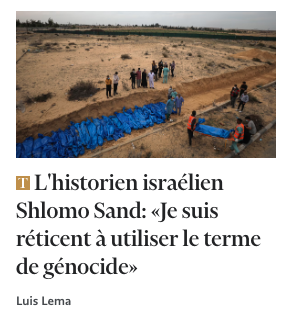 T L'historien israélien
Shlomo Sand: «Je suis
réticent à utiliser le terme
de génocide»
Luis Lema